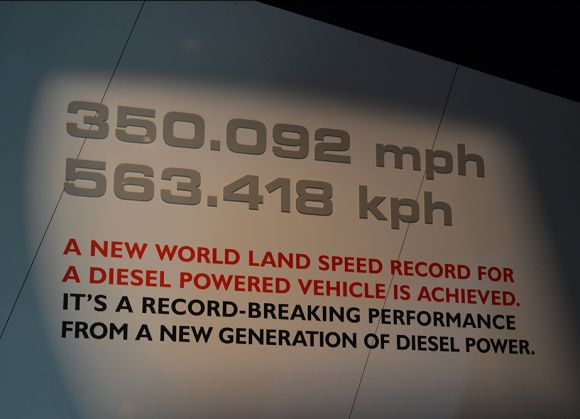 350.092 mph
563.418 kph
A NEW WORLD LAND SPEED RECORD FOR
A DIESEL POWERED VEHICLE IS ACHIEVED.
IT'S A RECORD-BREAKING PERFORMANCE
FROM A NEW GENERATION OF DIESEL POWER.